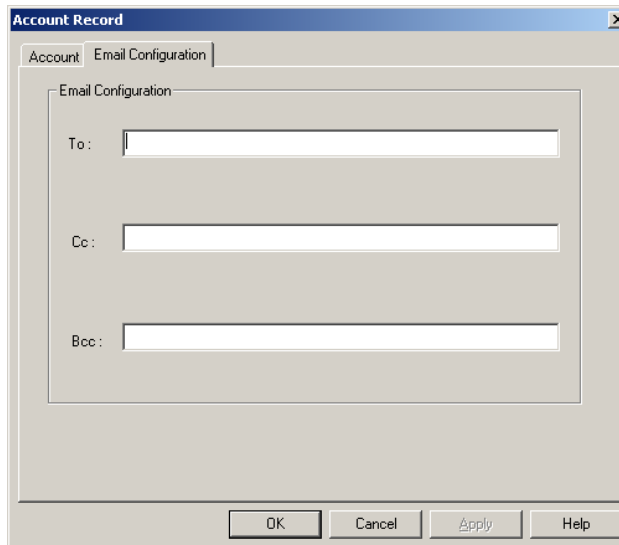 Account Record
Account Email Configuration
Email Configuration
To :
Cc :
Bcc :
OK Cancel Apply Help